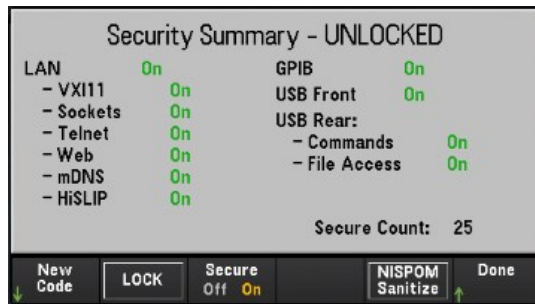 Security Summary - UNLOCKED
LAN On
- VXI11 On
- Sockets On
- Telnet On
- Web On
- mDNS On
- HiSLIP On
GPIB On
USB Front On
USB Rear:
- Commands On
- File Access On
Secure Count: 25
New Code
LOCK
Secure
Off On
NISPOM
Sanitize
Done